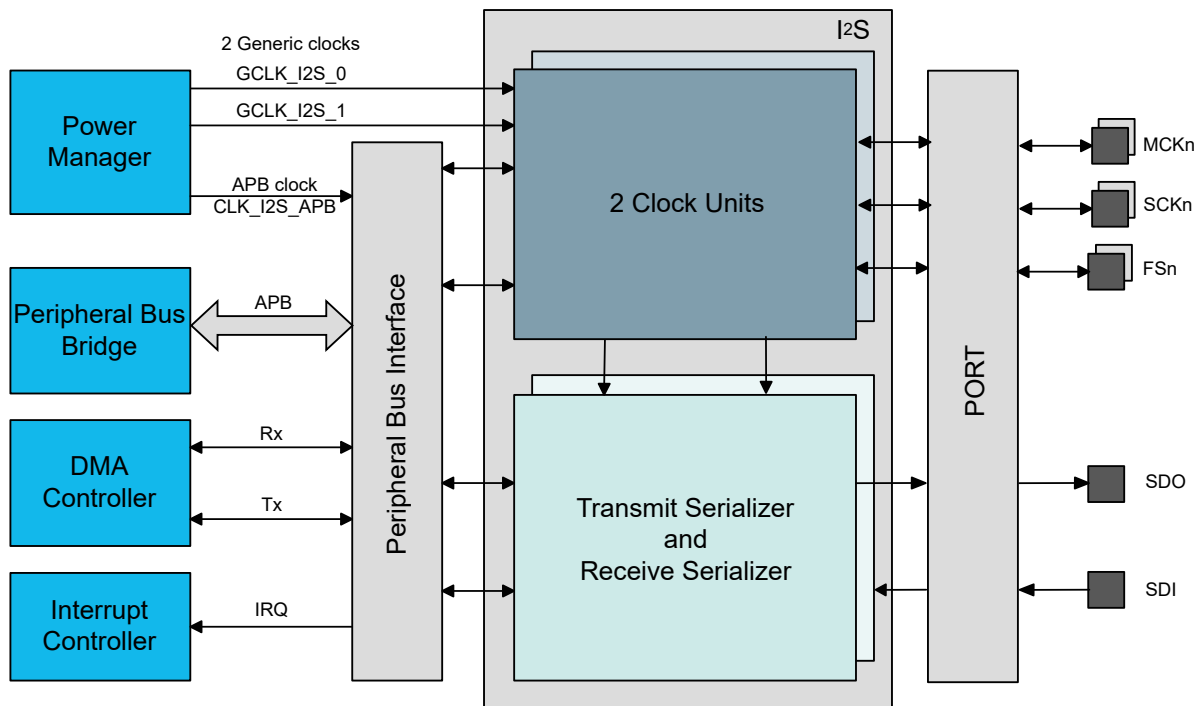 I2S
2 Generic clocks
GCLK_I2S_0
GCLK_I2S_1
Power
Manager
APB clock
CLK_I2S_APB
2 Clock Units
MCKn
SCKn
FSn
Peripheral Bus
Bridge
APB
Peripheral Bus Interface
PORT
DMA
Controller
Rx
Tx
Transmit Serializer
and
Receive Serializer
SDO
SDI
Interrupt
Controller
IRQ